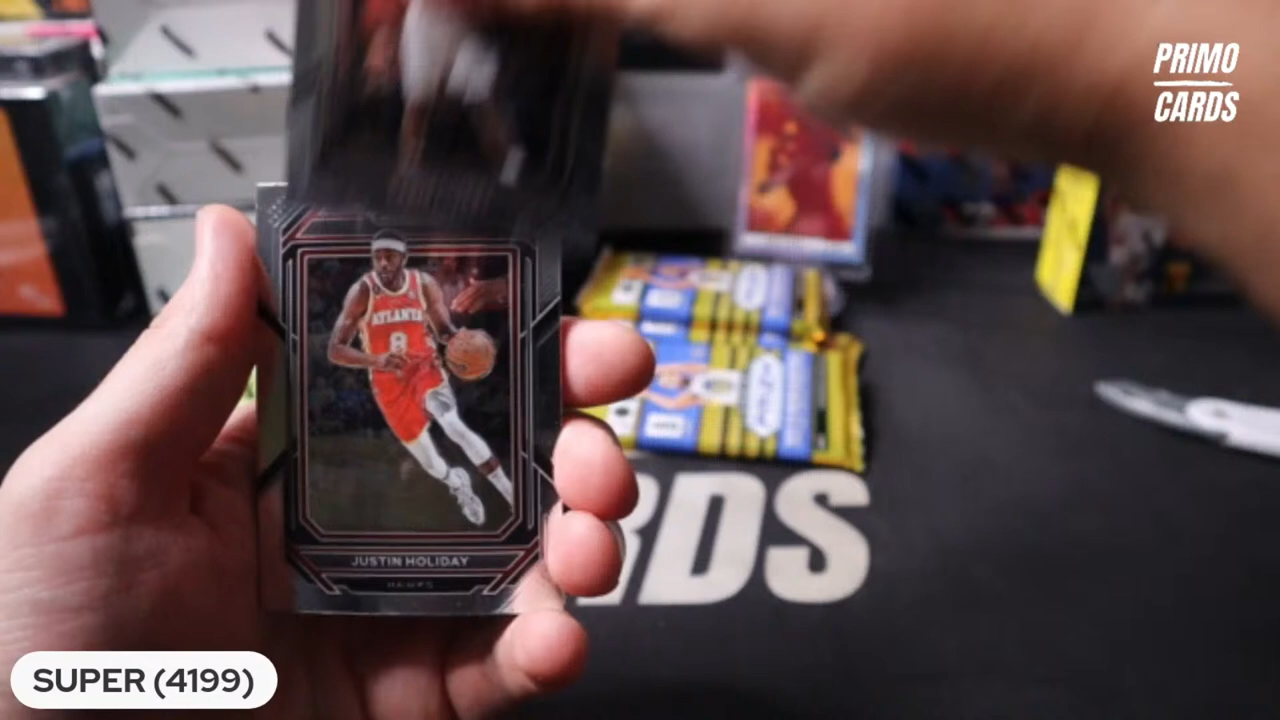 PRIMO
CARDS
ATLANTA
8
JUSTIN HOLIDAY
HAWKS
RDS
SUPER (4199)